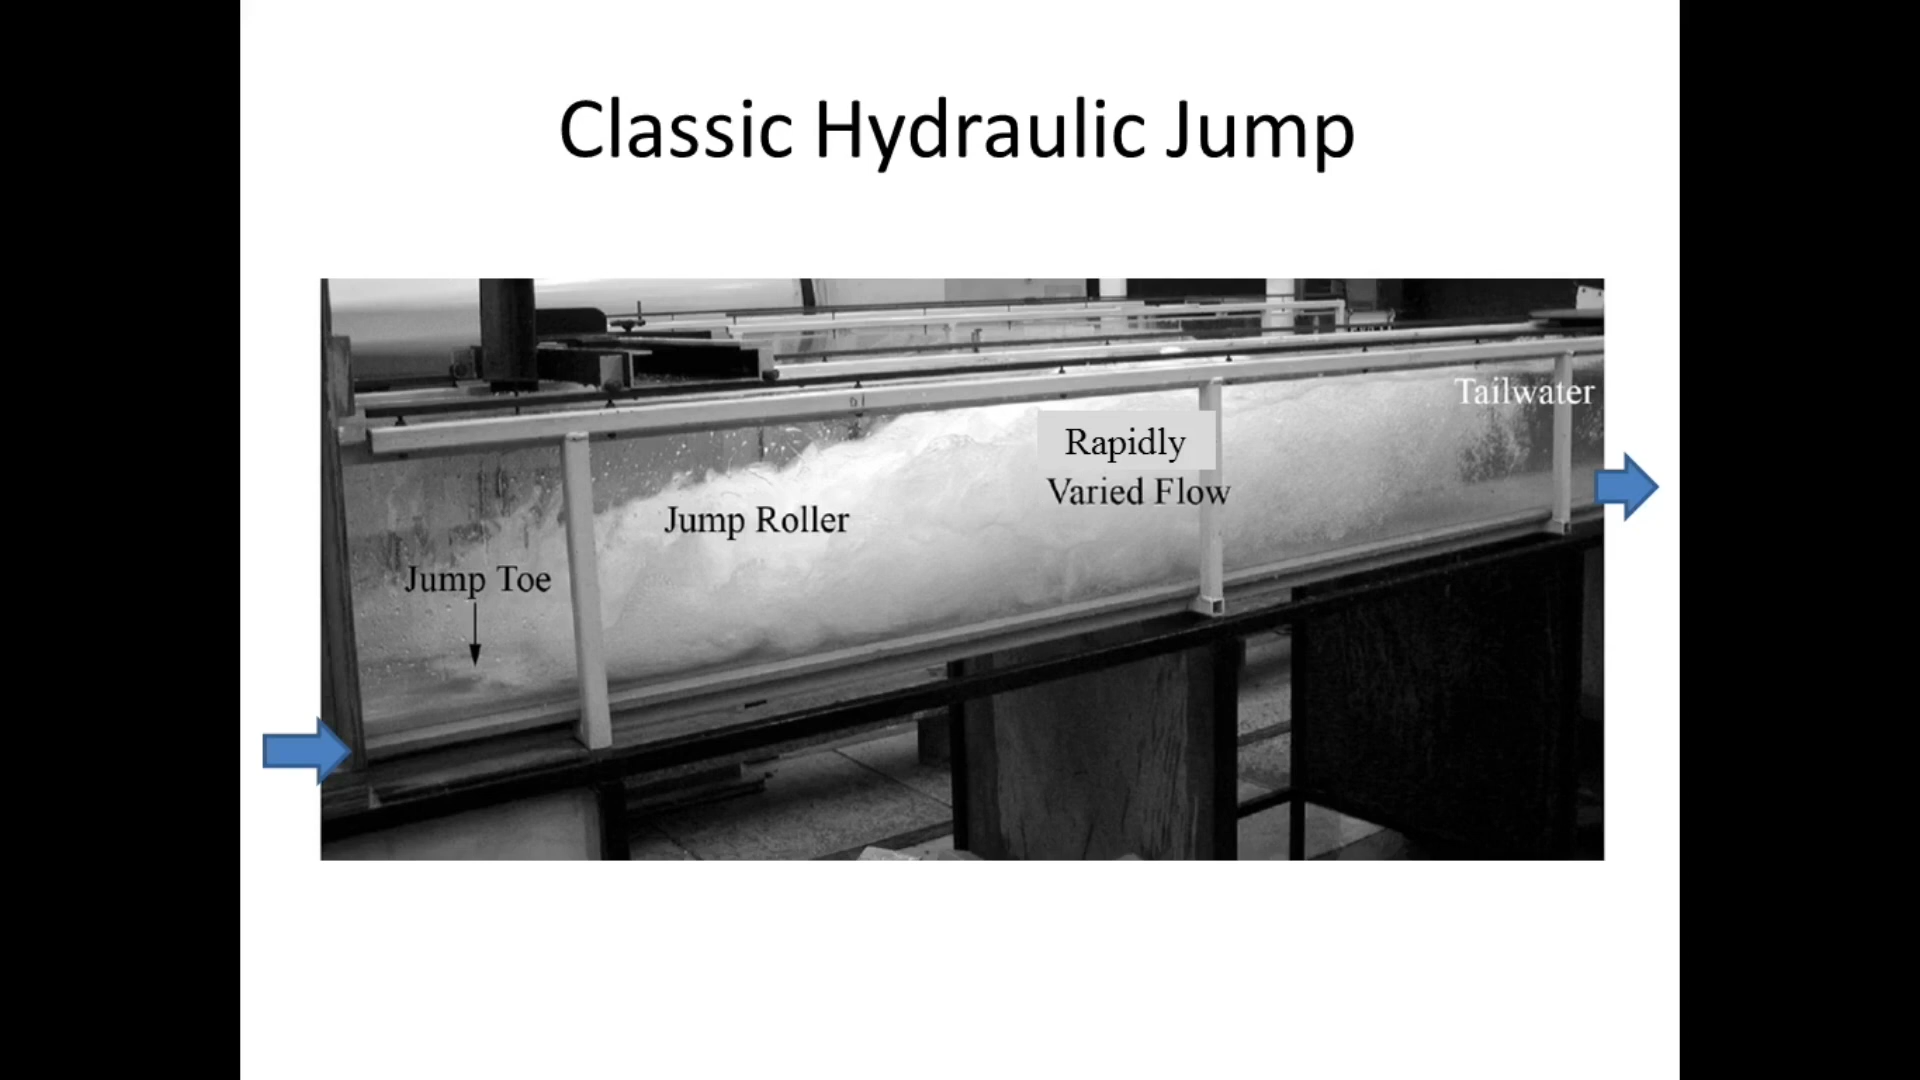 Classic Hydraulic Jump
Tailwater
Rapidly
Varied Flow
Jump Roller
Jump Toe